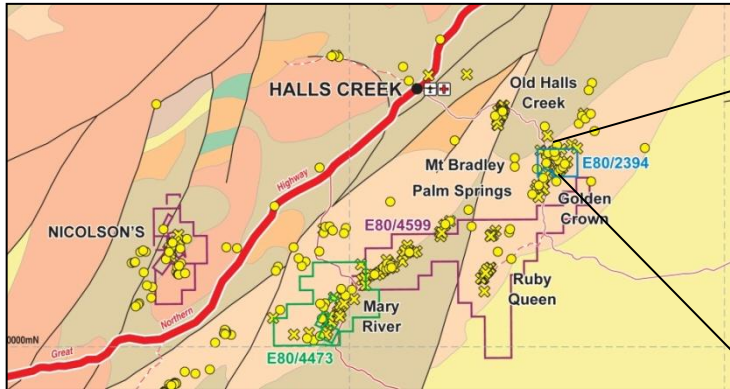 HALLS CREEK
Old Halls
Creek
Mt Bradley
E80/2394
Palm Springs
Golden
Crown
E80/4599
NICOLSON'S
Highway
Ruby
Queen
Mary
River
Northern
0000mN
E80/4473
Great